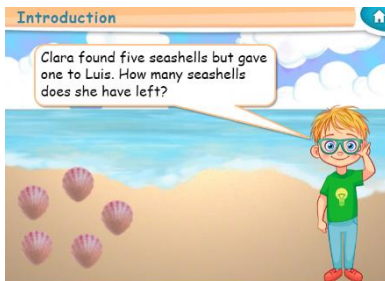 Introduction
Clara found five seashells but gave
one to Luis. How many seashells
does she have left?